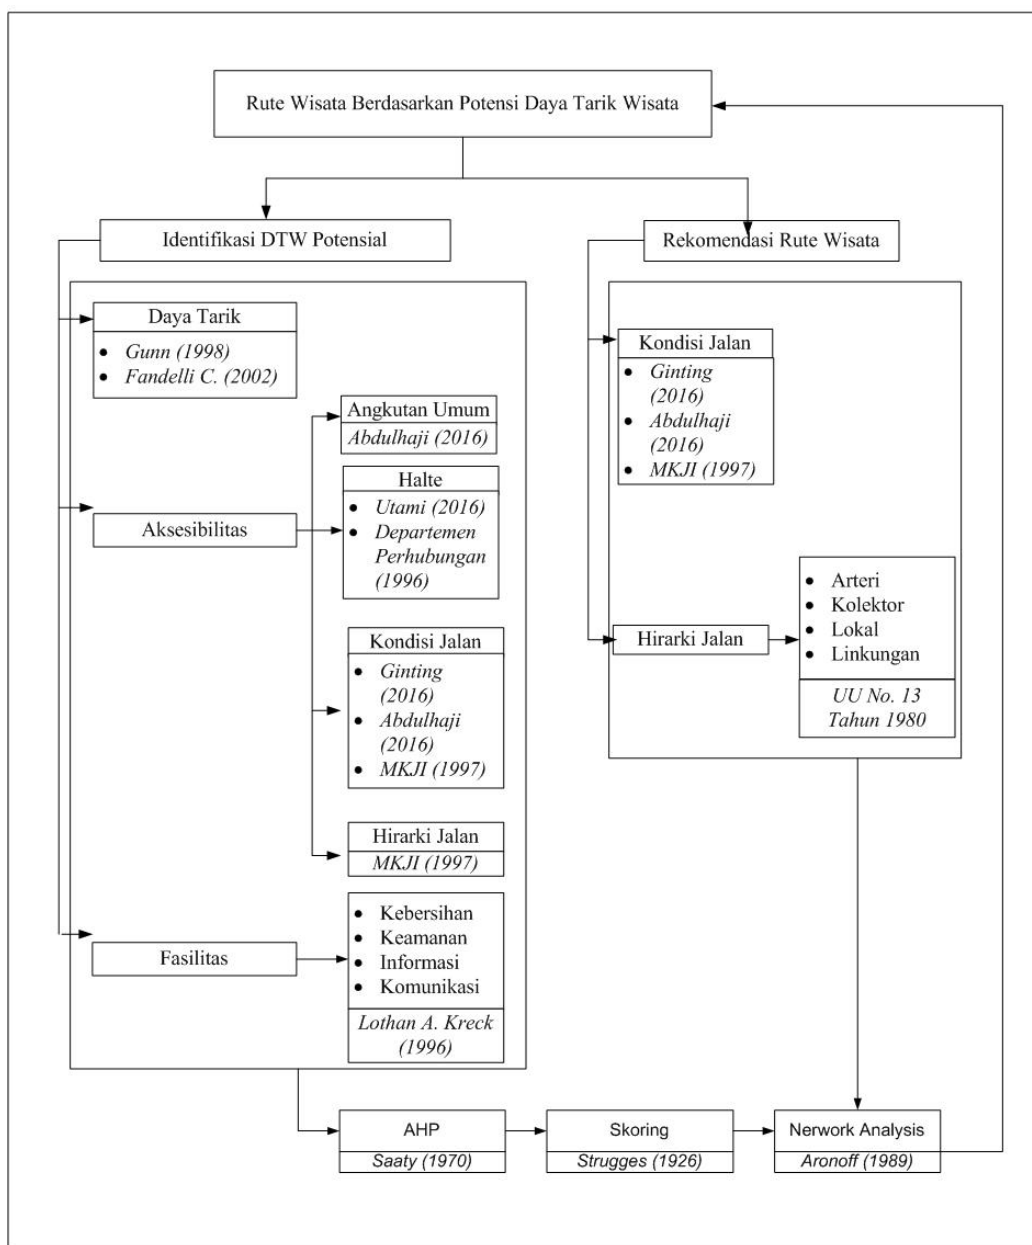 Rute Wisata Berdasarkan Potensi Daya Tarik Wisata
Identifikasi DTW Potensial
Daya Tarik
• Gunn (1998)
• Fandelli C. (2002)
Aksesibilitas
Angkutan Umum
Abdulhaji (2016)
Halte
• Utami (2016)
• Departemen
Perhubungan
(1996)
Kondisi Jalan
• Ginting
(2016)
• Abdulhaji
(2016)
• MKJI (1997)
Hirarki Jalan
MKJI (1997)
Fasilitas
• Kebersihan
• Keamanan
• Informasi
• Komunikasi
Lothan A. Kreck
(1996)
Rekomendasi Rute Wisata
Kondisi Jalan
• Ginting
(2016)
• Abdulhaji
(2016)
• MKJI (1997)
Hirarki Jalan
• Arteri
• Kolektor
• Lokal
• Linkungan
UU No. 13
Tahun 1980
AHP
Saaty (1970)
Skoring
Strugges (1926)
Nerwork Analysis
Aronoff (1989)